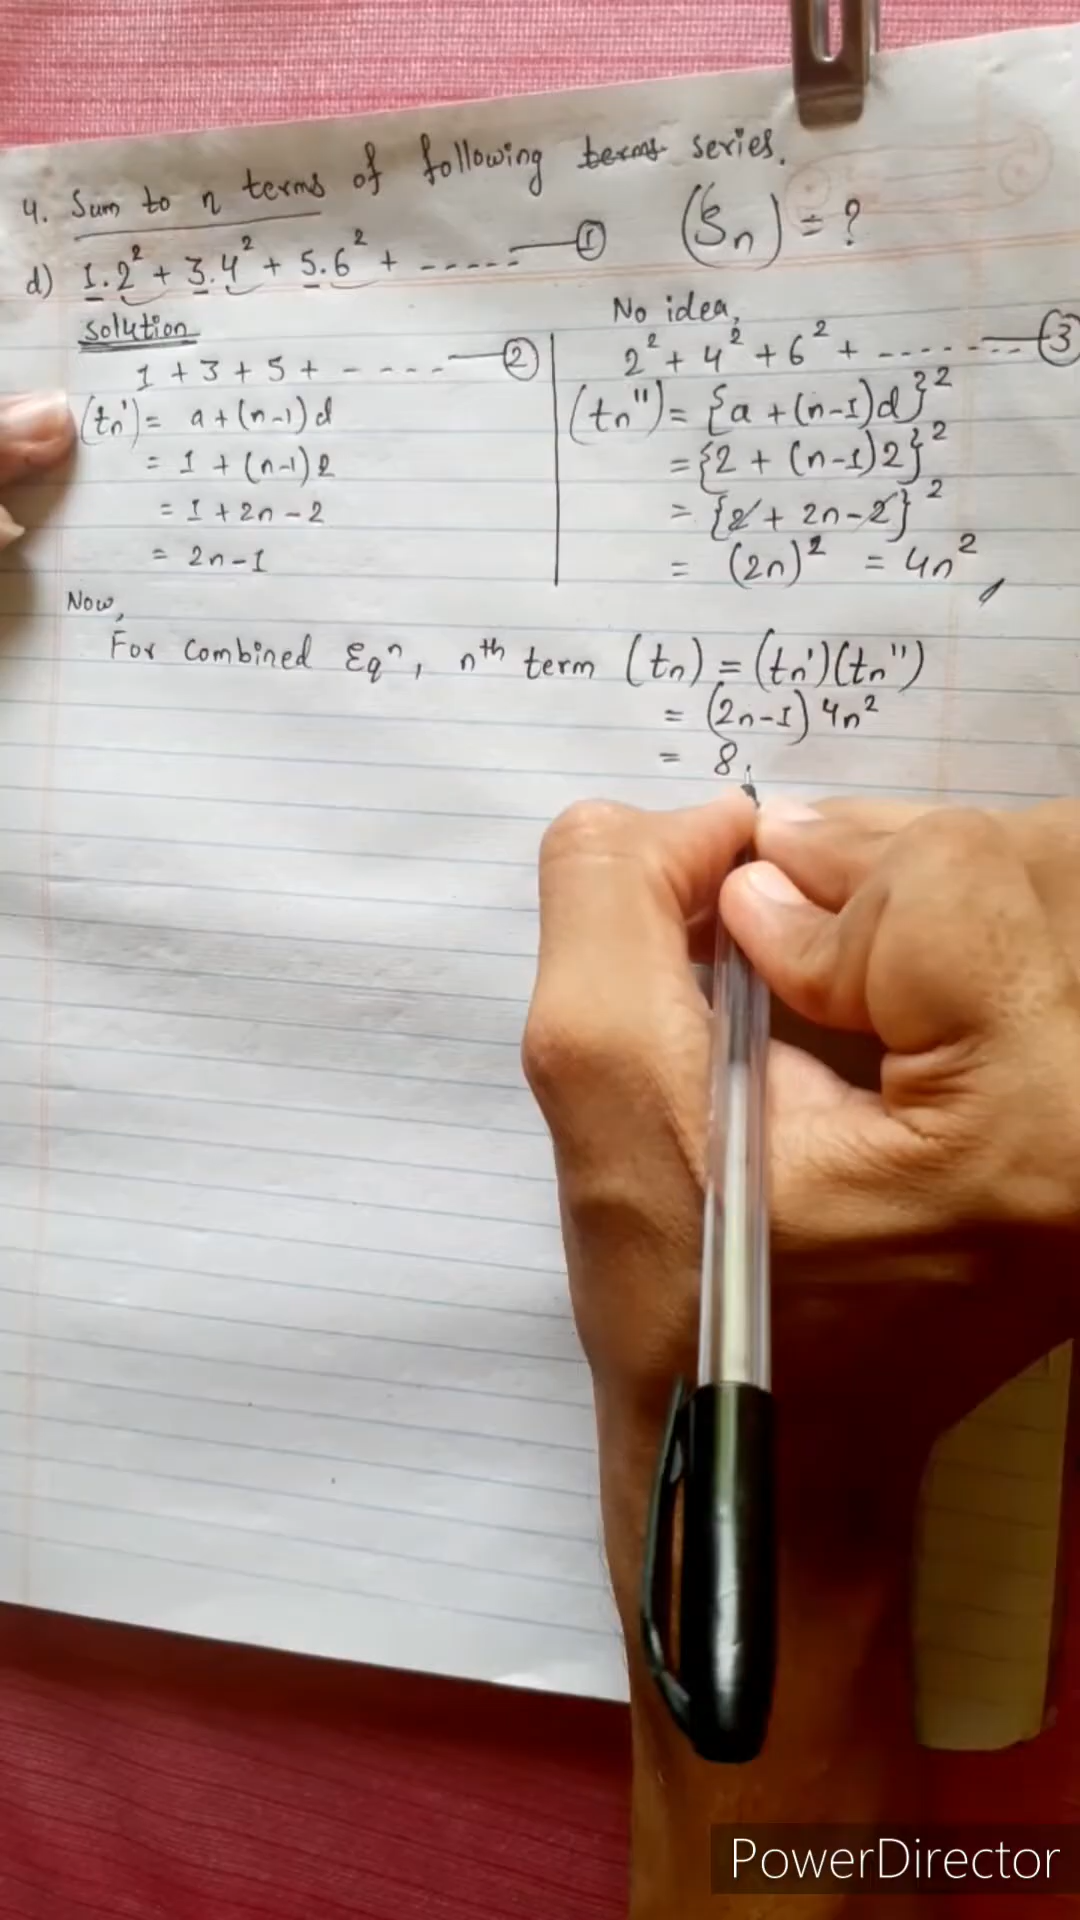 4. Sum to n terms of following terms series.
d) 1.2² + 3.4² + 5.6² + ------ ① (Sn) = ?
Solution
1 + 3 + 5 + ----- ②
(tn') = a + (n-1)d
= 1 + (n-1)2
= 1 + 2n - 2
= 2n-1
No idea,
2² + 4² + 6² + ------- ③
(tn") = {a + (n-1)d}²
= {2 + (n-1)2}²
= {2 + 2n-2}²
= (2n)² = 4n²,
Now,
For combined Eqⁿ, nth term (tn) = (tn')(tn")
= (2n-1) 4n²
= 8
PowerDirector